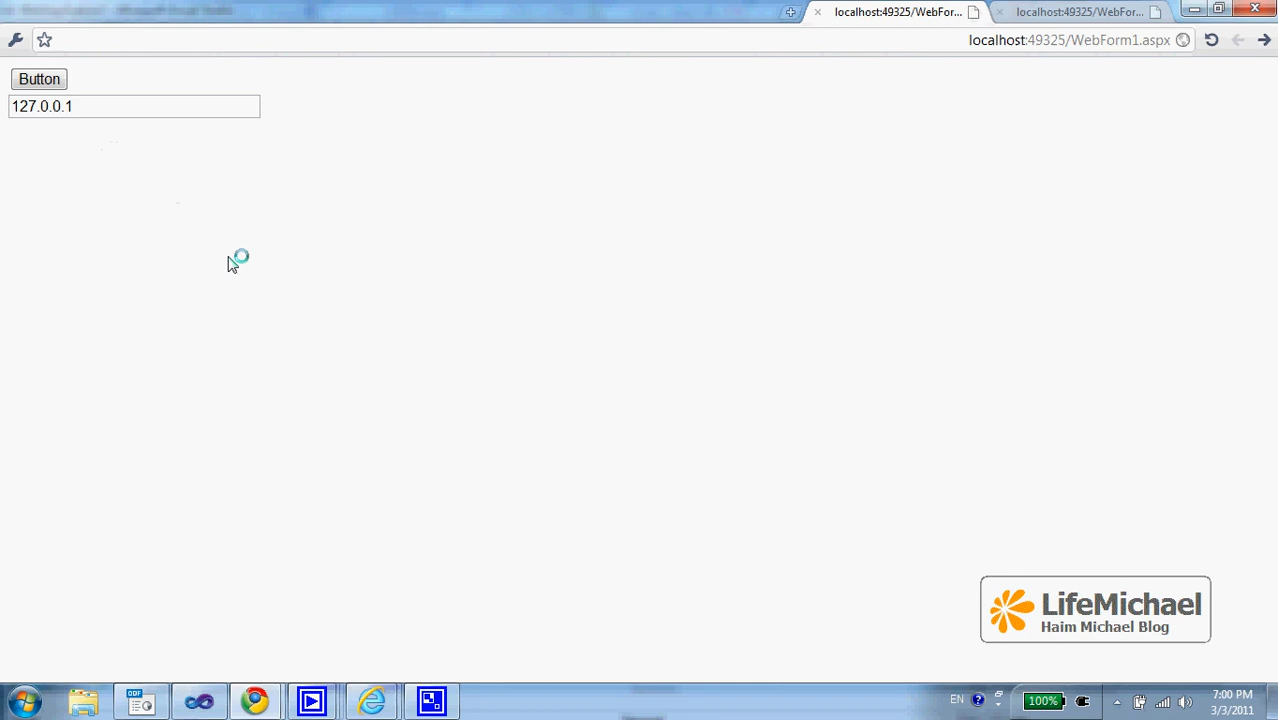 localhost:49325/WebFor...
localhost:49325/WebFor...
localhost:49325/WebForm1.aspx
Button
127.0.0.1
LifeMichael
Haim Michael Blog
ODF
EN
100%
7:00 PM
3/3/2011